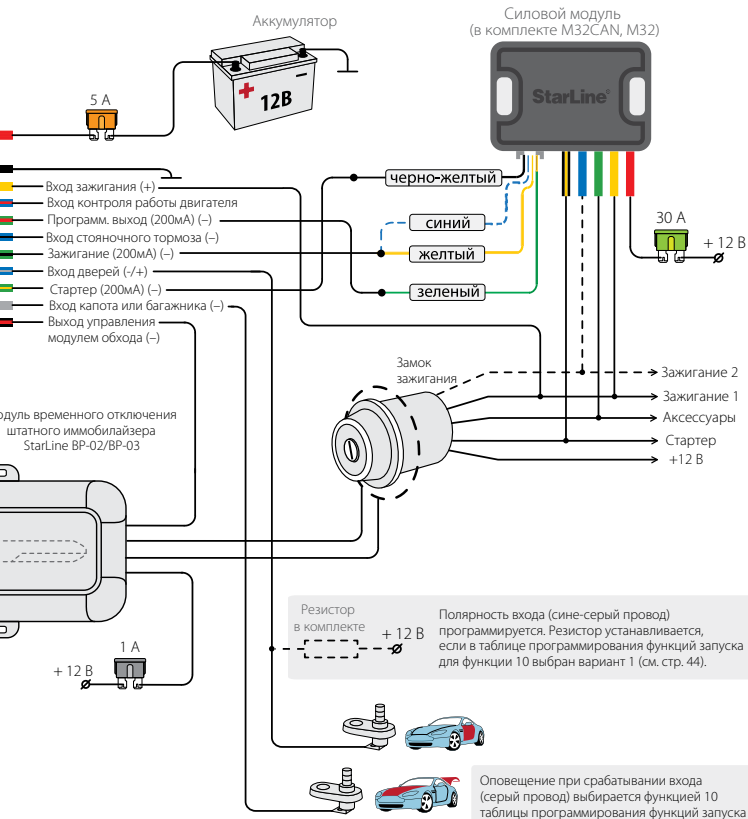 Аккумулятор
Силовой модуль
(в комплекте M32CAN, M32)
StarLine®
5 А
12В
черно-желтый
синий
желтый
зеленый
30 А
+ 12 В
Вход зажигания (+)
Вход контроля работы двигателя
Программ. выход (200мА) (–)
Вход стояночного тормоза (–)
Зажигание (200мА) (–)
Вход дверей (-/+)
Стартер (200мА) (–)
Вход капота или багажника (–)
Выход управления
модулем обхода (–)
Замок
зажигания
Зажигание 2
Зажигание 1
Аксессуары
Стартер
+12 В
одуль временного отключения
штатного иммобилайзера
StarLine BP-02/BP-03
1 А
+ 12 В
Резистор
в комплекте
+ 12 В
Полярность входа (сине-серый провод)
программируется. Резистор устанавливается,
если в таблице программирования функций запуска
для функции 10 выбран вариант 1 (см. стр. 44).
Оповещение при срабатывании входа
(серый провод) выбирается функцией 10
таблицы программирования функций запуска